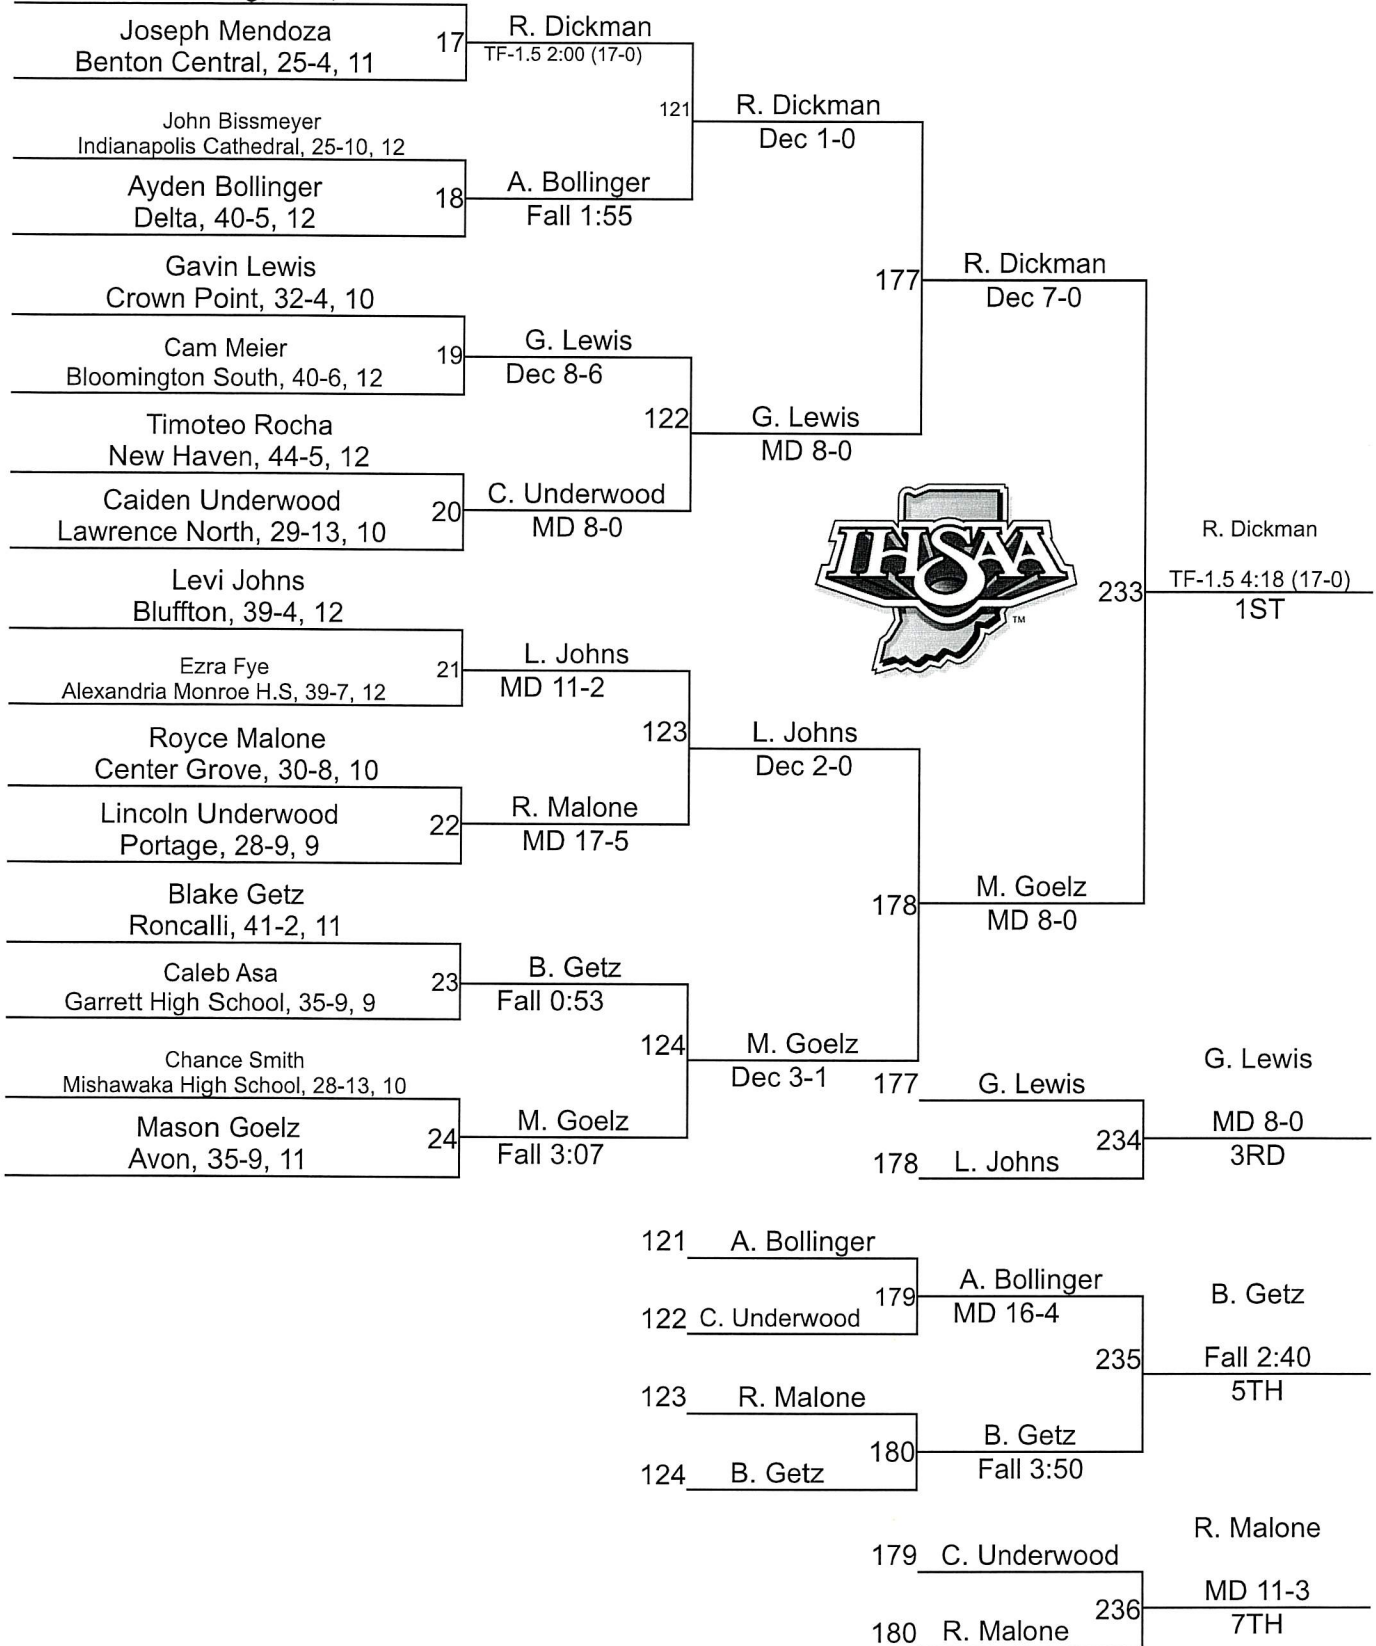 Joseph Mendoza
Benton Central, 25-4, 11
17
R. Dickman
TF-1.5 2:00 (17-0)
John Bissmeyer
Indianapolis Cathedral, 25-10, 12
Ayden Bollinger
Delta, 40-5, 12
18
A. Bollinger
Fall 1:55
121
R. Dickman
Dec 1-0
Gavin Lewis
Crown Point, 32-4, 10
Cam Meier
Bloomington South, 40-6, 12
19
G. Lewis
Dec 8-6
Timoteo Rocha
New Haven, 44-5, 12
Caiden Underwood
Lawrence North, 29-13, 10
20
C. Underwood
MD 8-0
122
G. Lewis
MD 8-0
177
R. Dickman
Dec 7-0
Levi Johns
Bluffton, 39-4, 12
Ezra Fye
Alexandria Monroe H.S, 39-7, 12
21
L. Johns
MD 11-2
Royce Malone
Center Grove, 30-8, 10
Lincoln Underwood
Portage, 28-9, 9
22
R. Malone
MD 17-5
123
L. Johns
Dec 2-0
Blake Getz
Roncalli, 41-2, 11
Caleb Asa
Garrett High School, 35-9, 9
23
B. Getz
Fall 0:53
Chance Smith
Mishawaka High School, 28-13, 10
Mason Goelz
Avon, 35-9, 11
24
M. Goelz
Fall 3:07
124
M. Goelz
Dec 3-1
178
M. Goelz
MD 8-0
IHSAA
TM
233
R. Dickman
TF-1.5 4:18 (17-0)
1ST
177
G. Lewis
178
L. Johns
234
G. Lewis
MD 8-0
3RD
121
A. Bollinger
122
C. Underwood
179
A. Bollinger
MD 16-4
123
R. Malone
124
B. Getz
180
B. Getz
Fall 3:50
235
B. Getz
Fall 2:40
5TH
179
C. Underwood
180
R. Malone
236
R. Malone
MD 11-3
7TH